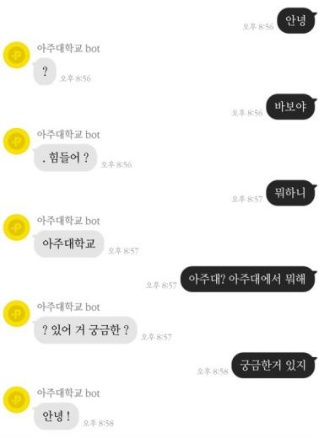 안녕
오후 8:56
아주대학교 bot
?
오후 8:56
바보야
오후 8:56
아주대학교 bot
. 힘들어 ?
오후 8:56
뭐하니
오후 8:57
아주대학교 bot
아주대학교
오후 8:57
아주대? 아주대에서 뭐해
오후 8:57
아주대학교 bot
? 있어 거 궁금한 ?
오후 8:57
궁금한거 있지
오후 8:58
아주대학교 bot
안녕 !
오후 8:58